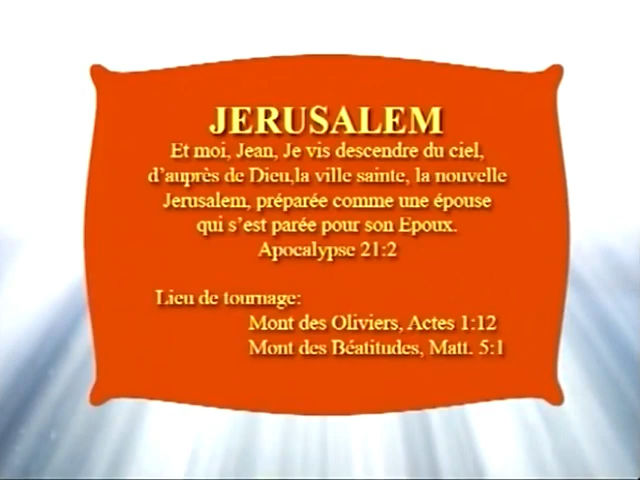 JERUSALEM
Et moi, Jean, Je vis descendre du ciel,
d'auprès de Dieu,la ville sainte, la nouvelle
Jerusalem, préparée comme une épouse
qui s'est parée pour son Epoux.
Apocalypse 21:2
Lieu de tournage:
Mont des Oliviers, Actes 1:12
Mont des Béatitudes, Matt. 5:1